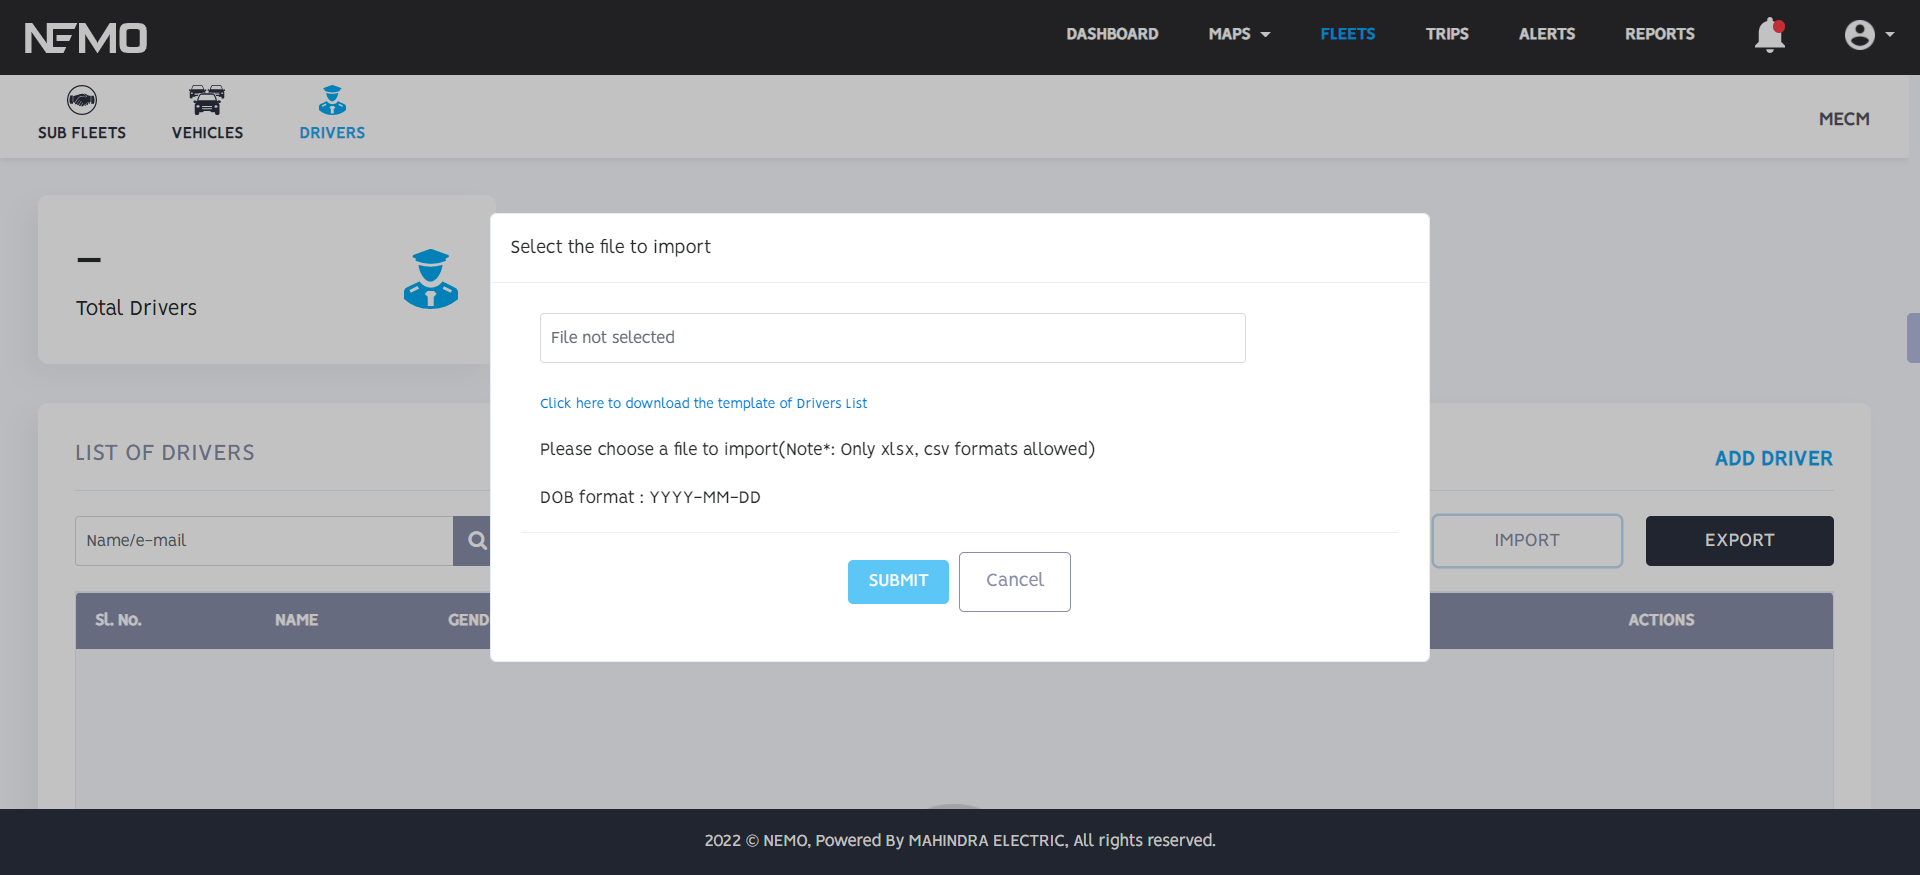 NEMO
DASHBOARD MAPS FLEETS TRIPS ALERTS REPORTS
SUB FLEETS VEHICLES DRIVERS
MECM
–
Total Drivers
Select the file to import
File not selected
Click here to download the template of Drivers List
Please choose a file to import(Note*: Only xlsx, csv formats allowed)
DOB format : YYYY-MM-DD
SUBMIT Cancel
LIST OF DRIVERS
ADD DRIVER
Name/e-mail
IMPORT EXPORT
Sl. No. NAME GEND ACTIONS
2022 © NEMO, Powered By MAHINDRA ELECTRIC, All rights reserved.